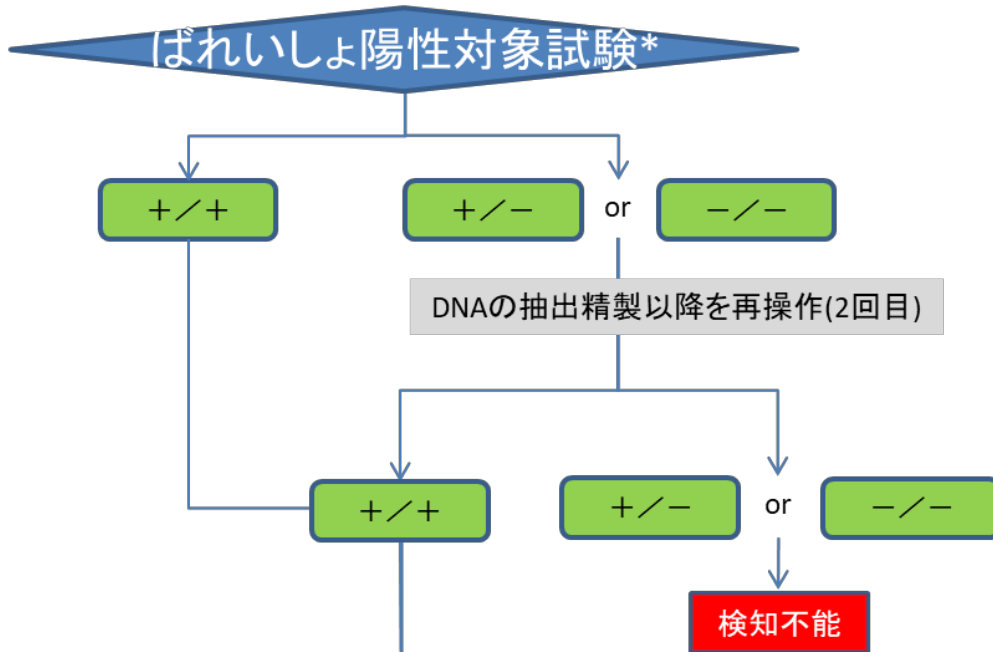 ばれいしょ陽性対象試験*
+/+
+/- or -/-
DNAの抽出精製以降を再操作(2回目)
+/+
+/- or -/-
検知不能